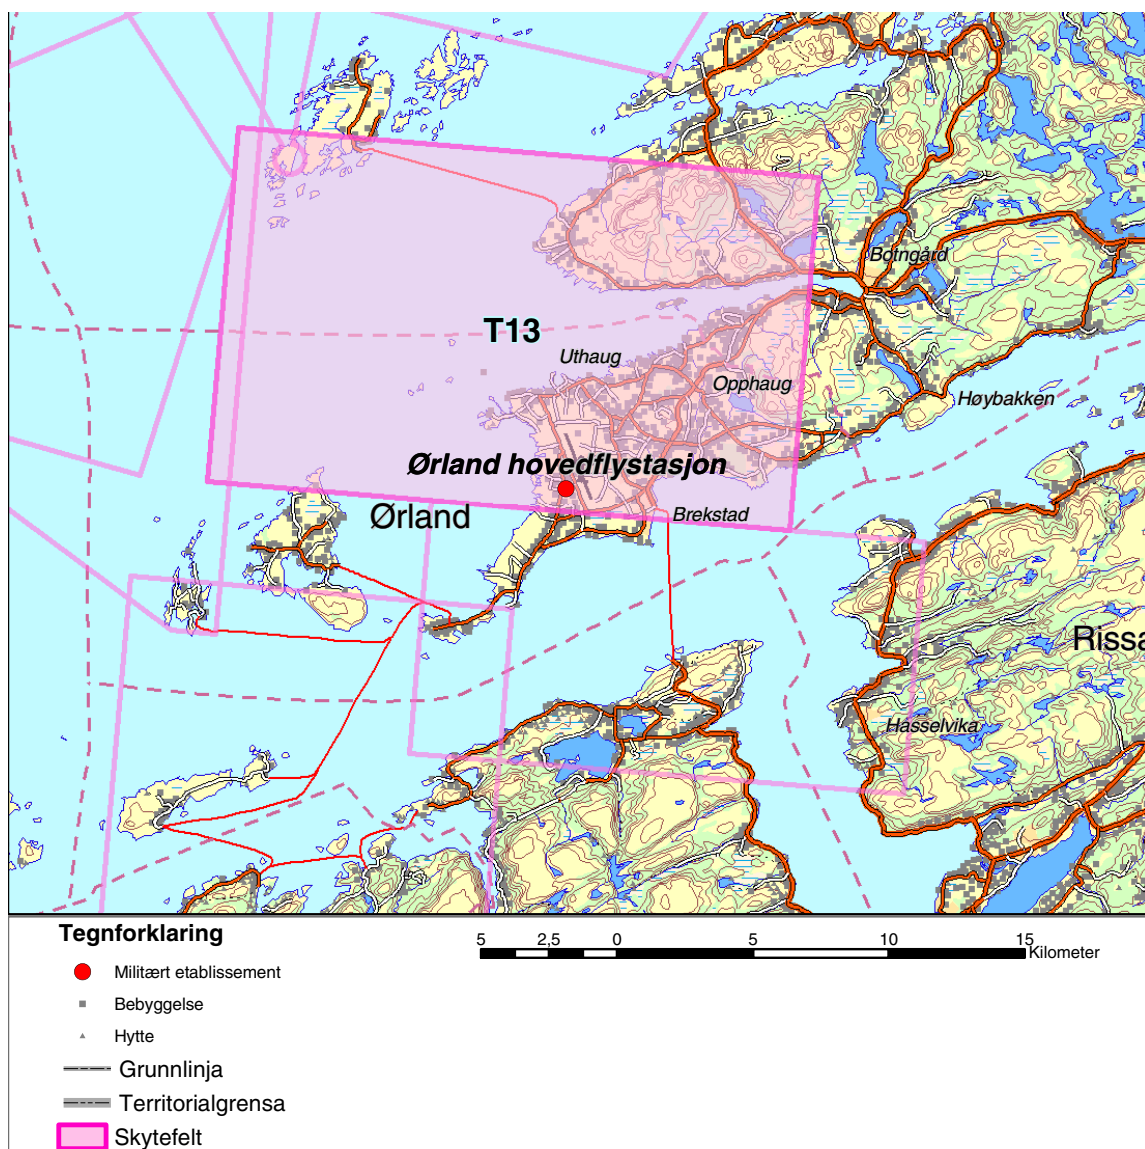 Botngård
T13
Uthaug
Opphaug
Høybakken
Ørland hovedflystasjon
Ørland
Brekstad
Rissa
Hasselvika
Tegnforklaring
5 2,5 0 5 10 15
Kilometer
Militært etablissement
Bebyggelse
Hytte
Grunnlinja
Territorialgrensa
Skytefelt